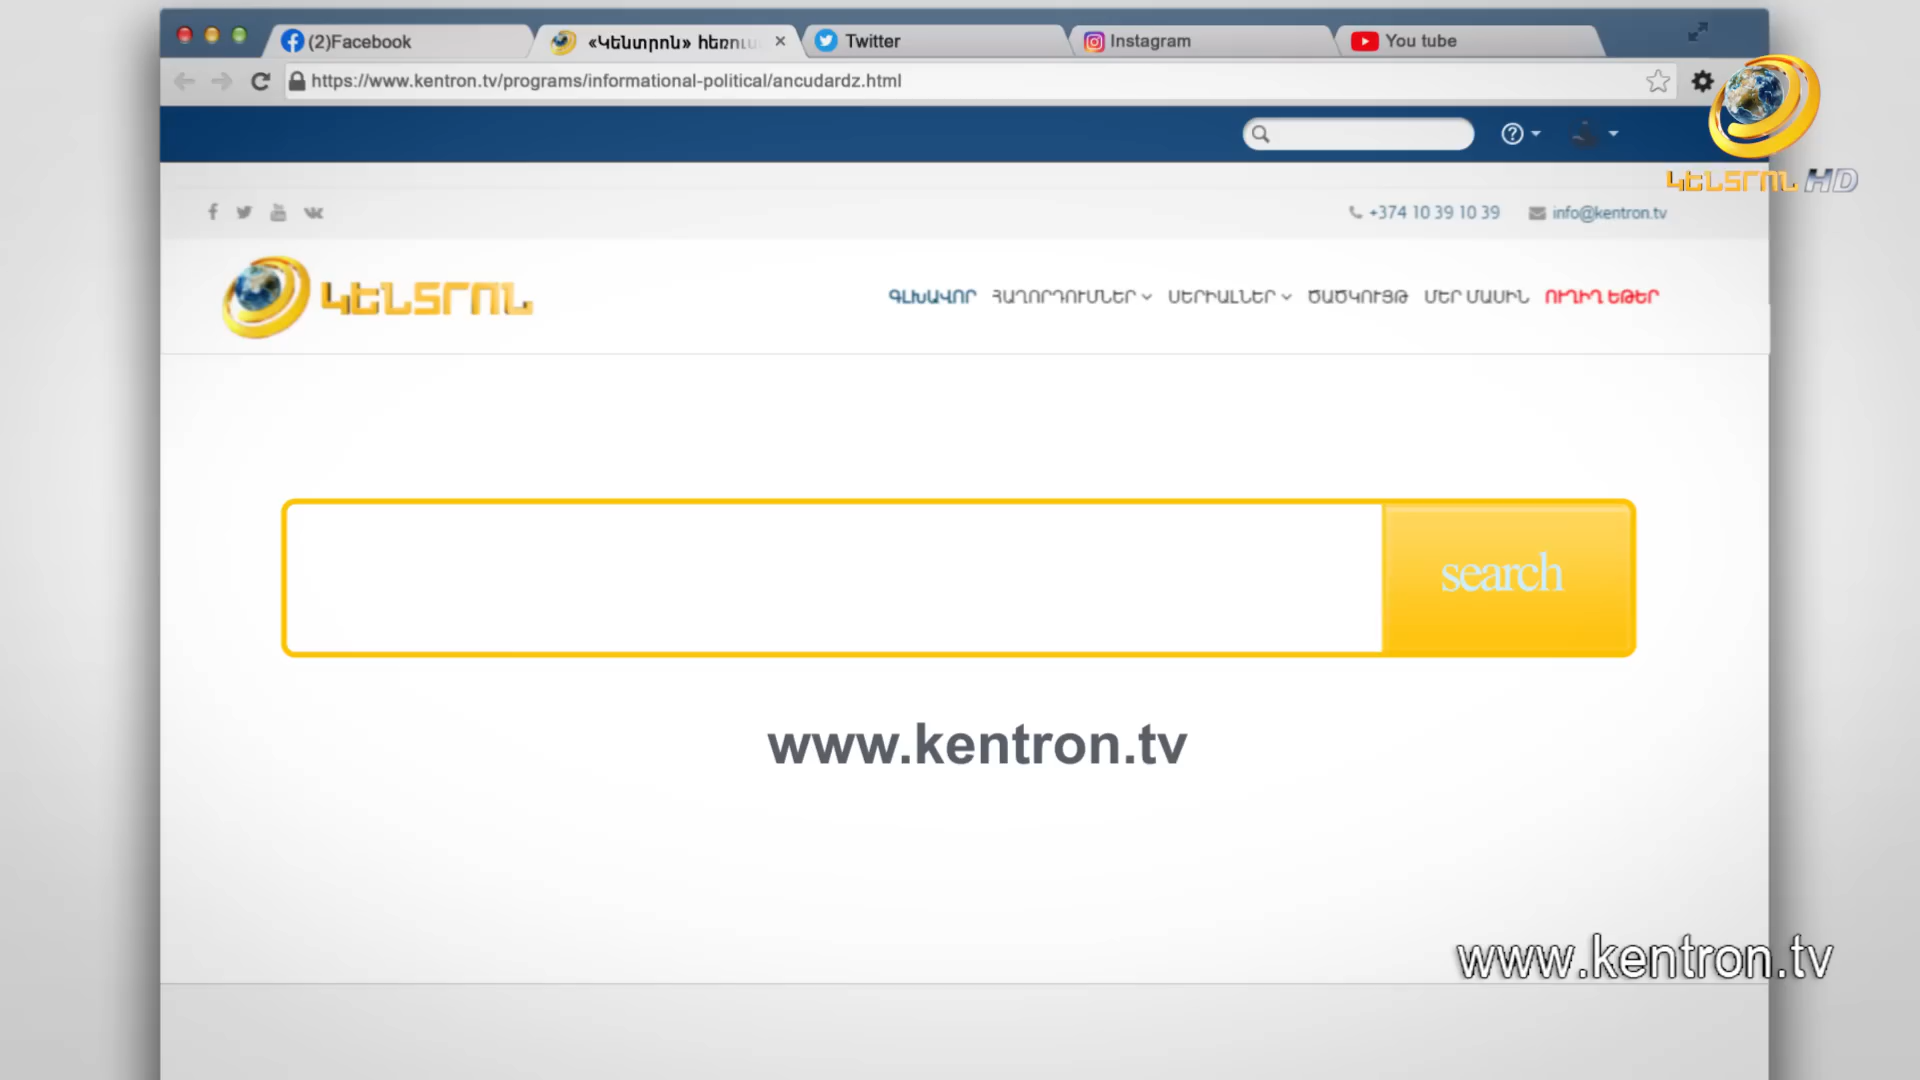 (2)Facebook
«Կենտրոն» հեռու
Twitter
Instagram
You tube
https://www.kentron.tv/programs/informational-political/ancudardz.html
ԿԵՆՏՐՈՆ HD
+374 10 39 10 39
info@kentron.tv
ԿԵՆՏՐՈՆ
ԳԼԽԱՎՈՐ ՀԱՂՈՐԴՈՒՄՆԵՐ ՍԵՐԻԱԼՆԵՐ ԾԱԾԿՈՒՅԹ ՄԵՐ ՄԱՍԻՆ ՈՒՂԻՂ ԵԹԵՐ
search
www.kentron.tv
www.kentron.tv